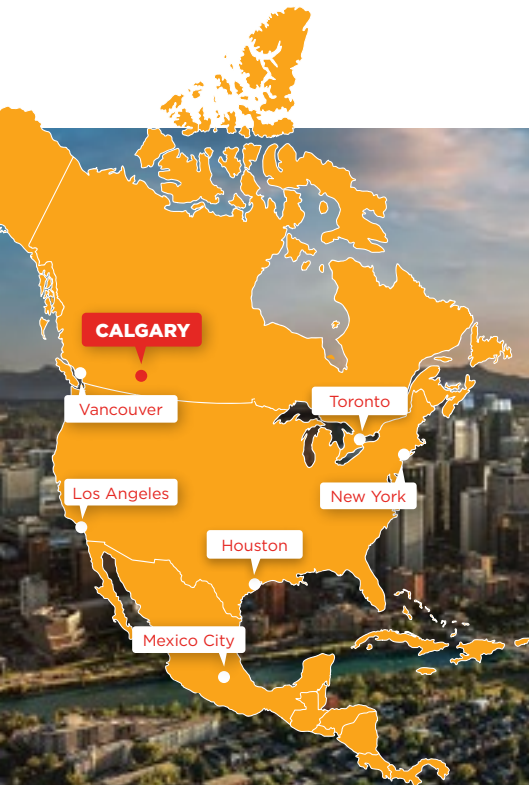 CALGARY
Vancouver
Toronto
Los Angeles
New York
Houston
Mexico City